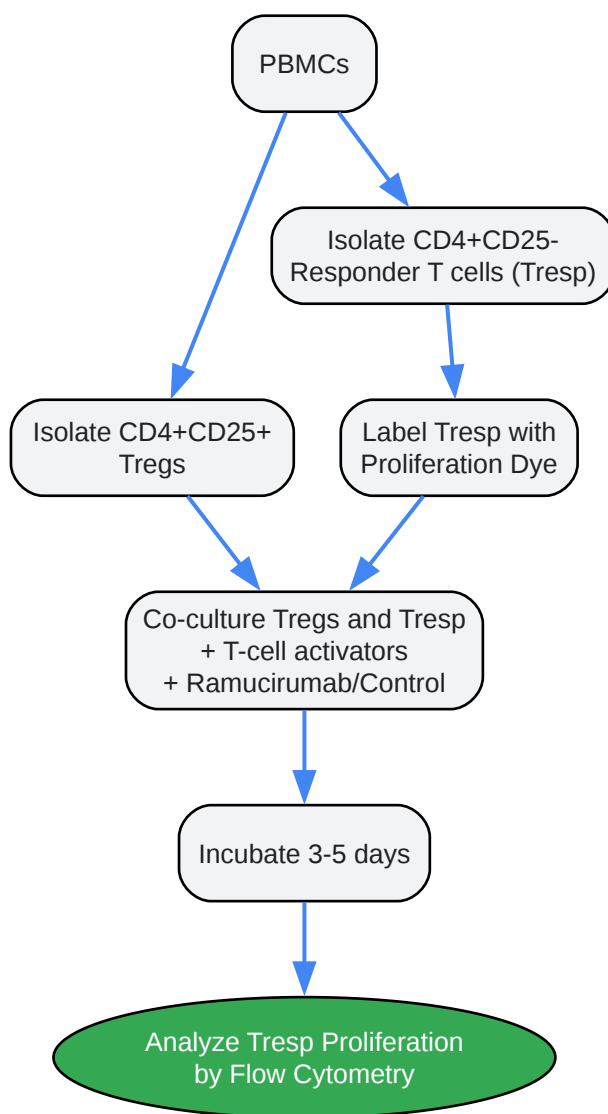 PBMCs
Isolate CD4+CD25-
Responder T cells (Tresp)
Isolate CD4+CD25+
Tregs
Label Tresp with
Proliferation Dye
Co-culture Tregs and Tresp
+ T-cell activators
+ Ramucirumab/Control
Incubate 3-5 days
Analyze Tresp Proliferation
by Flow Cytometry